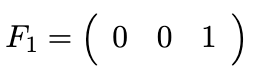 F₁ = ( 0 0 1 )